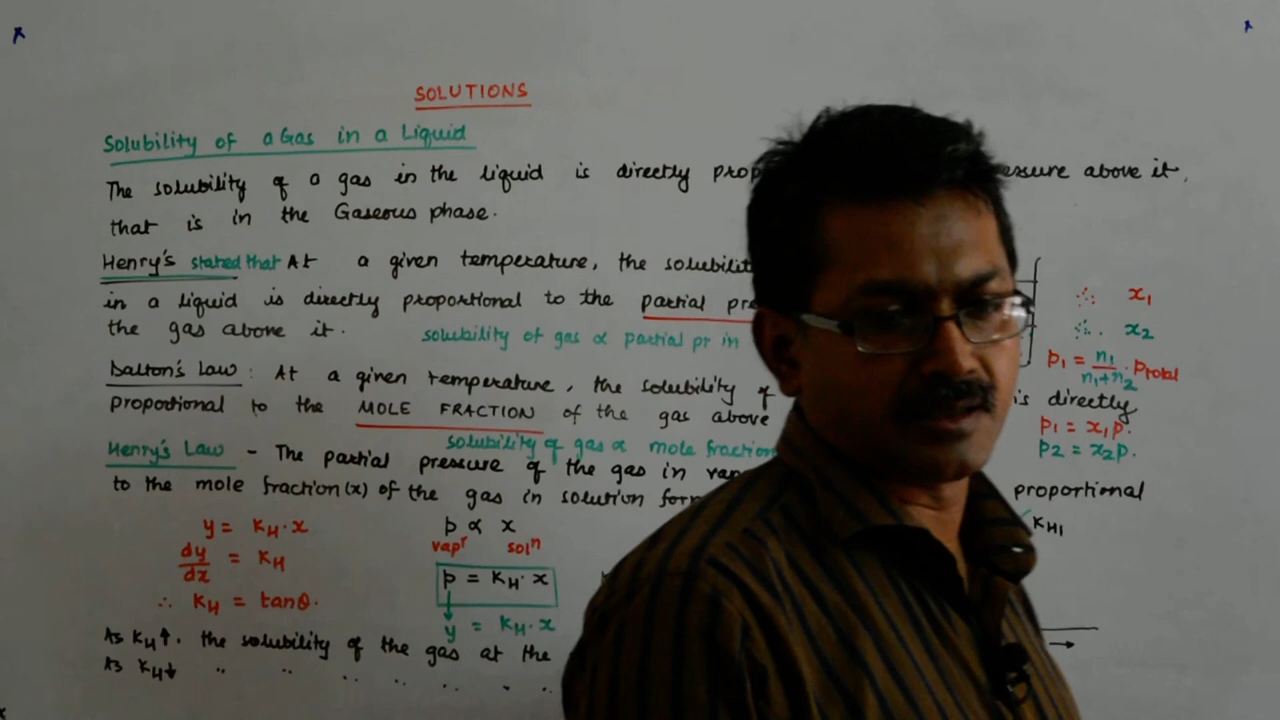 SOLUTIONS
Solubility of a Gas in a Liquid
The solubility of a gas in the liquid is directly prop essure above it,
that is in the Gaseous phase.
Henry's stated that At a given temperature, the solubilit
in a liquid is directly proportional to the partial pre
the gas above it. solubility of gas ∝ partial pr in
Dalton's Law: At a given temperature, the solubility of is directly
proportional to the MOLE FRACTION of the gas above
solubility of gas ∝ mole fraction
Henry's Law - The partial pressure of the gas in vap proportional
to the mole fraction (x) of the gas in solution for
x1
x2
p1 = n1/n1+n2 . Ptotal
p1 = x1p.
p2 = x2p.
KH1
y = KH.x
dy/dx = KH
∴ KH = tanθ.
p ∝ x
vapr soln
p = KH.x
y = KH.x
As KH↑. the solubility of the gas at the
As KH↓ .. .. .. .. .. .. ..